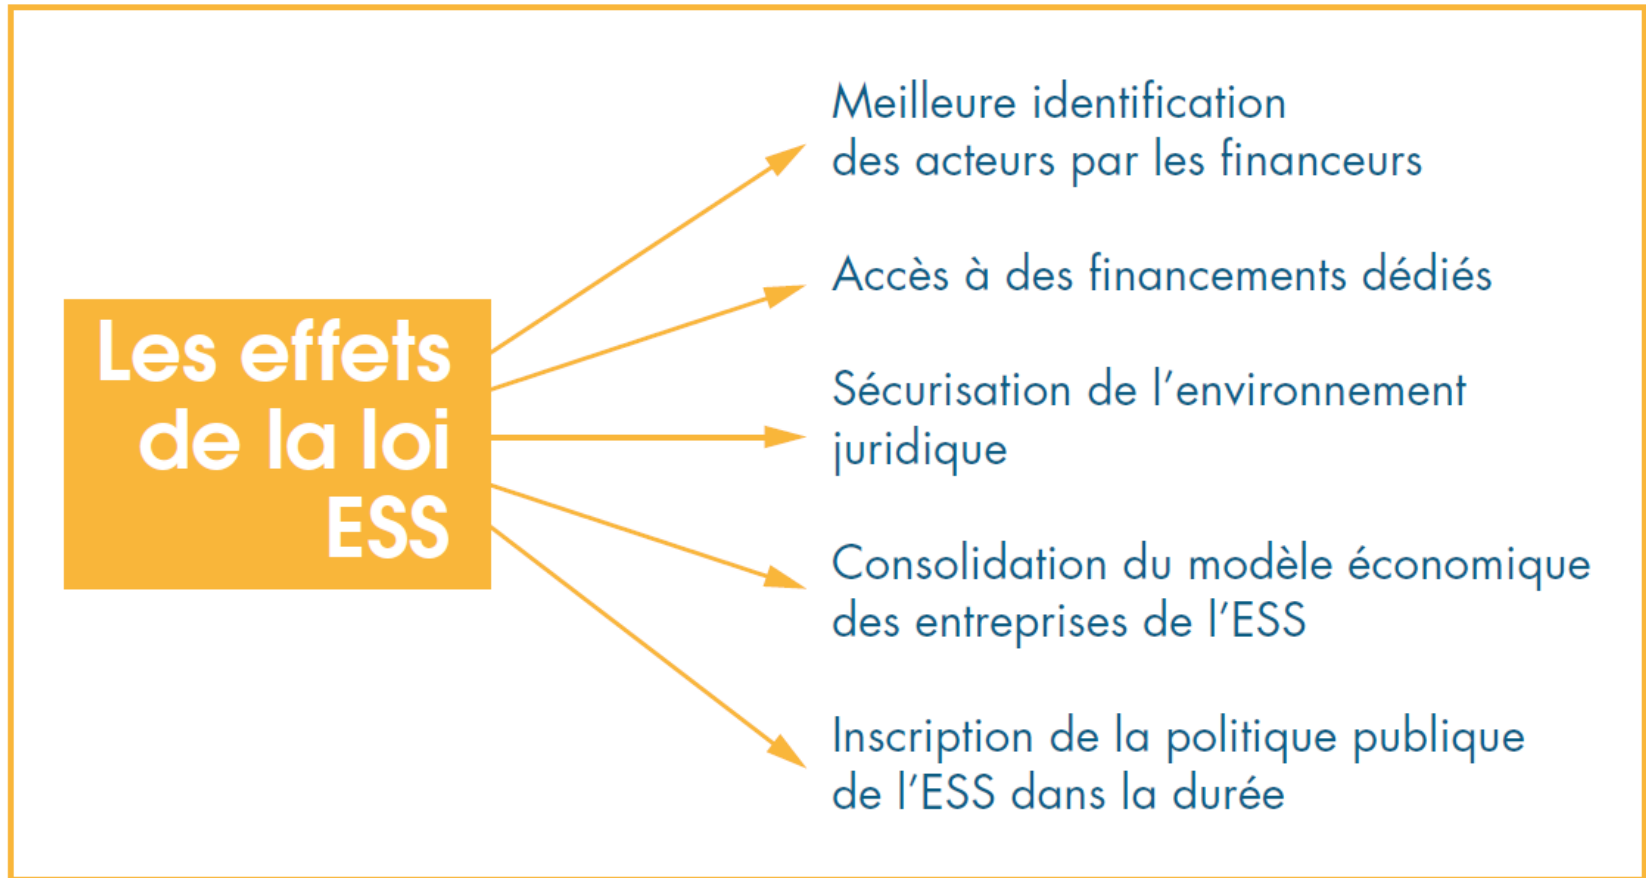 Les effets
de la loi
ESS
Meilleure identification
des acteurs par les financeurs
Accès à des financements dédiés
Sécurisation de l’environnement
juridique
Consolidation du modèle économique
des entreprises de l’ESS
Inscription de la politique publique
de l’ESS dans la durée